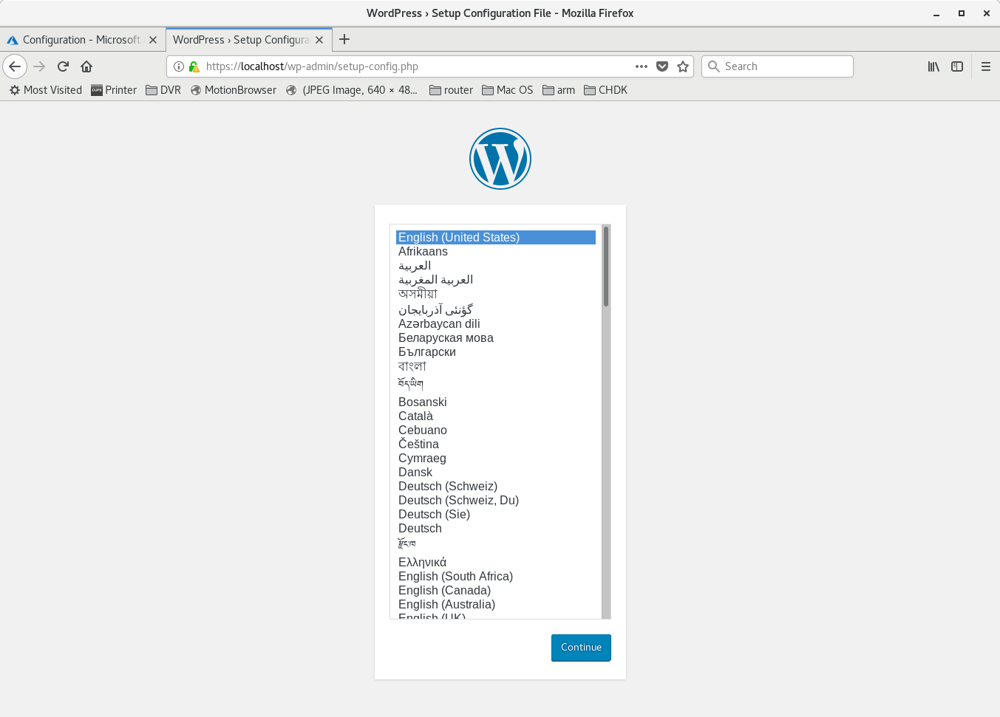 WordPress › Setup Configuration File - Mozilla Firefox
Configuration - Microsoft
WordPress › Setup Configura
https://localhost/wp-admin/setup-config.php
Search
Most Visited
CUPS
Printer
DVR
MotionBrowser
(JPEG Image, 640 × 48...
router
Mac OS
arm
CHDK
English (United States)
Afrikaans
العربية
العربية المغربية
অসমীয়া
گؤنئی آذربایجان
Azərbaycan dili
Беларуская мова
Български
বাংলা
བོད་ཡིག
Bosanski
Català
Cebuano
Čeština
Cymraeg
Dansk
Deutsch (Schweiz)
Deutsch (Schweiz, Du)
Deutsch (Sie)
Deutsch
རྫོང་ཁ
Ελληνικά
English (South Africa)
English (Canada)
English (Australia)
English (UK)
Continue